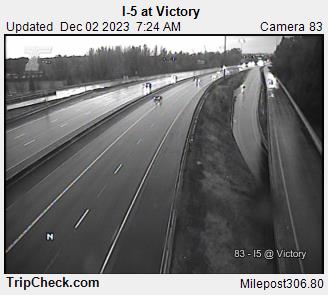 I-5 at Victory
Updated Dec 02 2023 7:24 AM Camera 83
N
83 - I5 @ Victory
TripCheck.com Milepost306.80